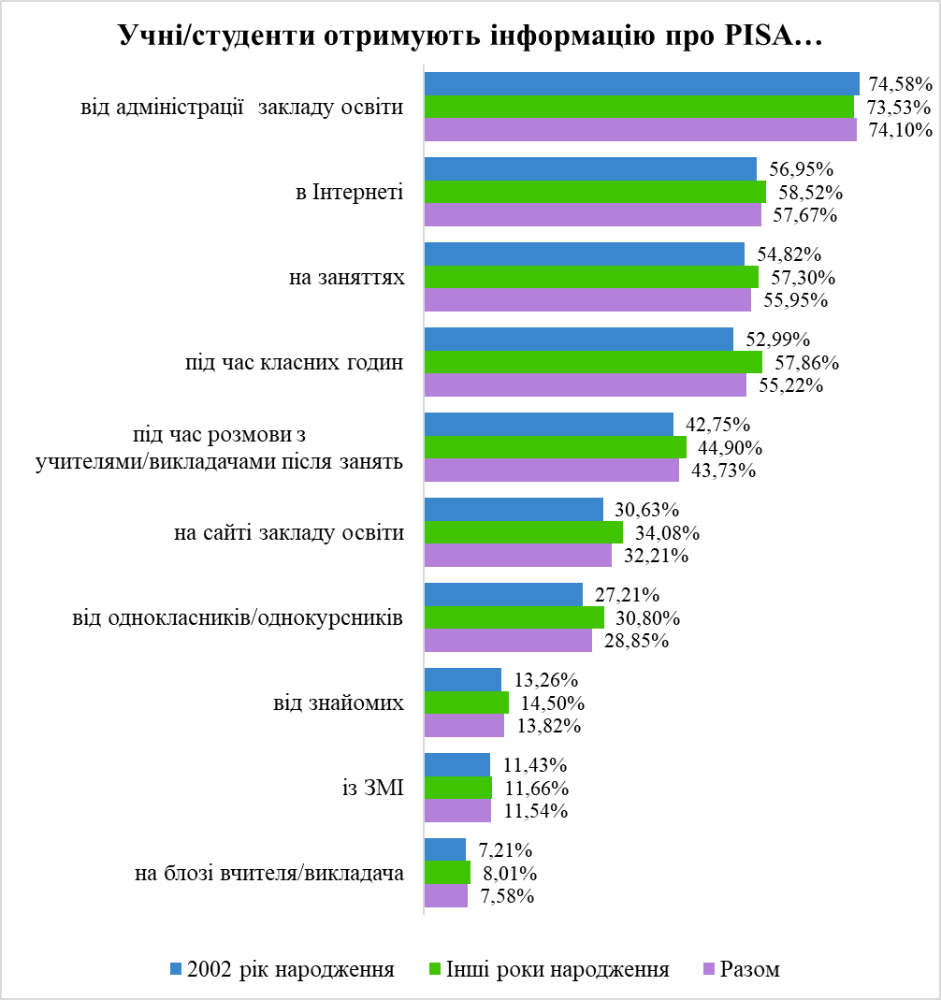 Учні/студенти отримують інформацію про PISA…
від адміністрації закладу освіти
74,58%
73,53%
74,10%
в Інтернеті
56,95%
58,52%
57,67%
на заняттях
54,82%
57,30%
55,95%
під час класних годин
52,99%
57,86%
55,22%
під час розмови з
учителями/викладачами після занять
42,75%
44,90%
43,73%
на сайті закладу освіти
30,63%
34,08%
32,21%
від однокласників/однокурсників
27,21%
30,80%
28,85%
від знайомих
13,26%
14,50%
13,82%
із ЗМІ
11,43%
11,66%
11,54%
на блозі вчителя/викладача
7,21%
8,01%
7,58%
2002 рік народження
Інші роки народження
Разом